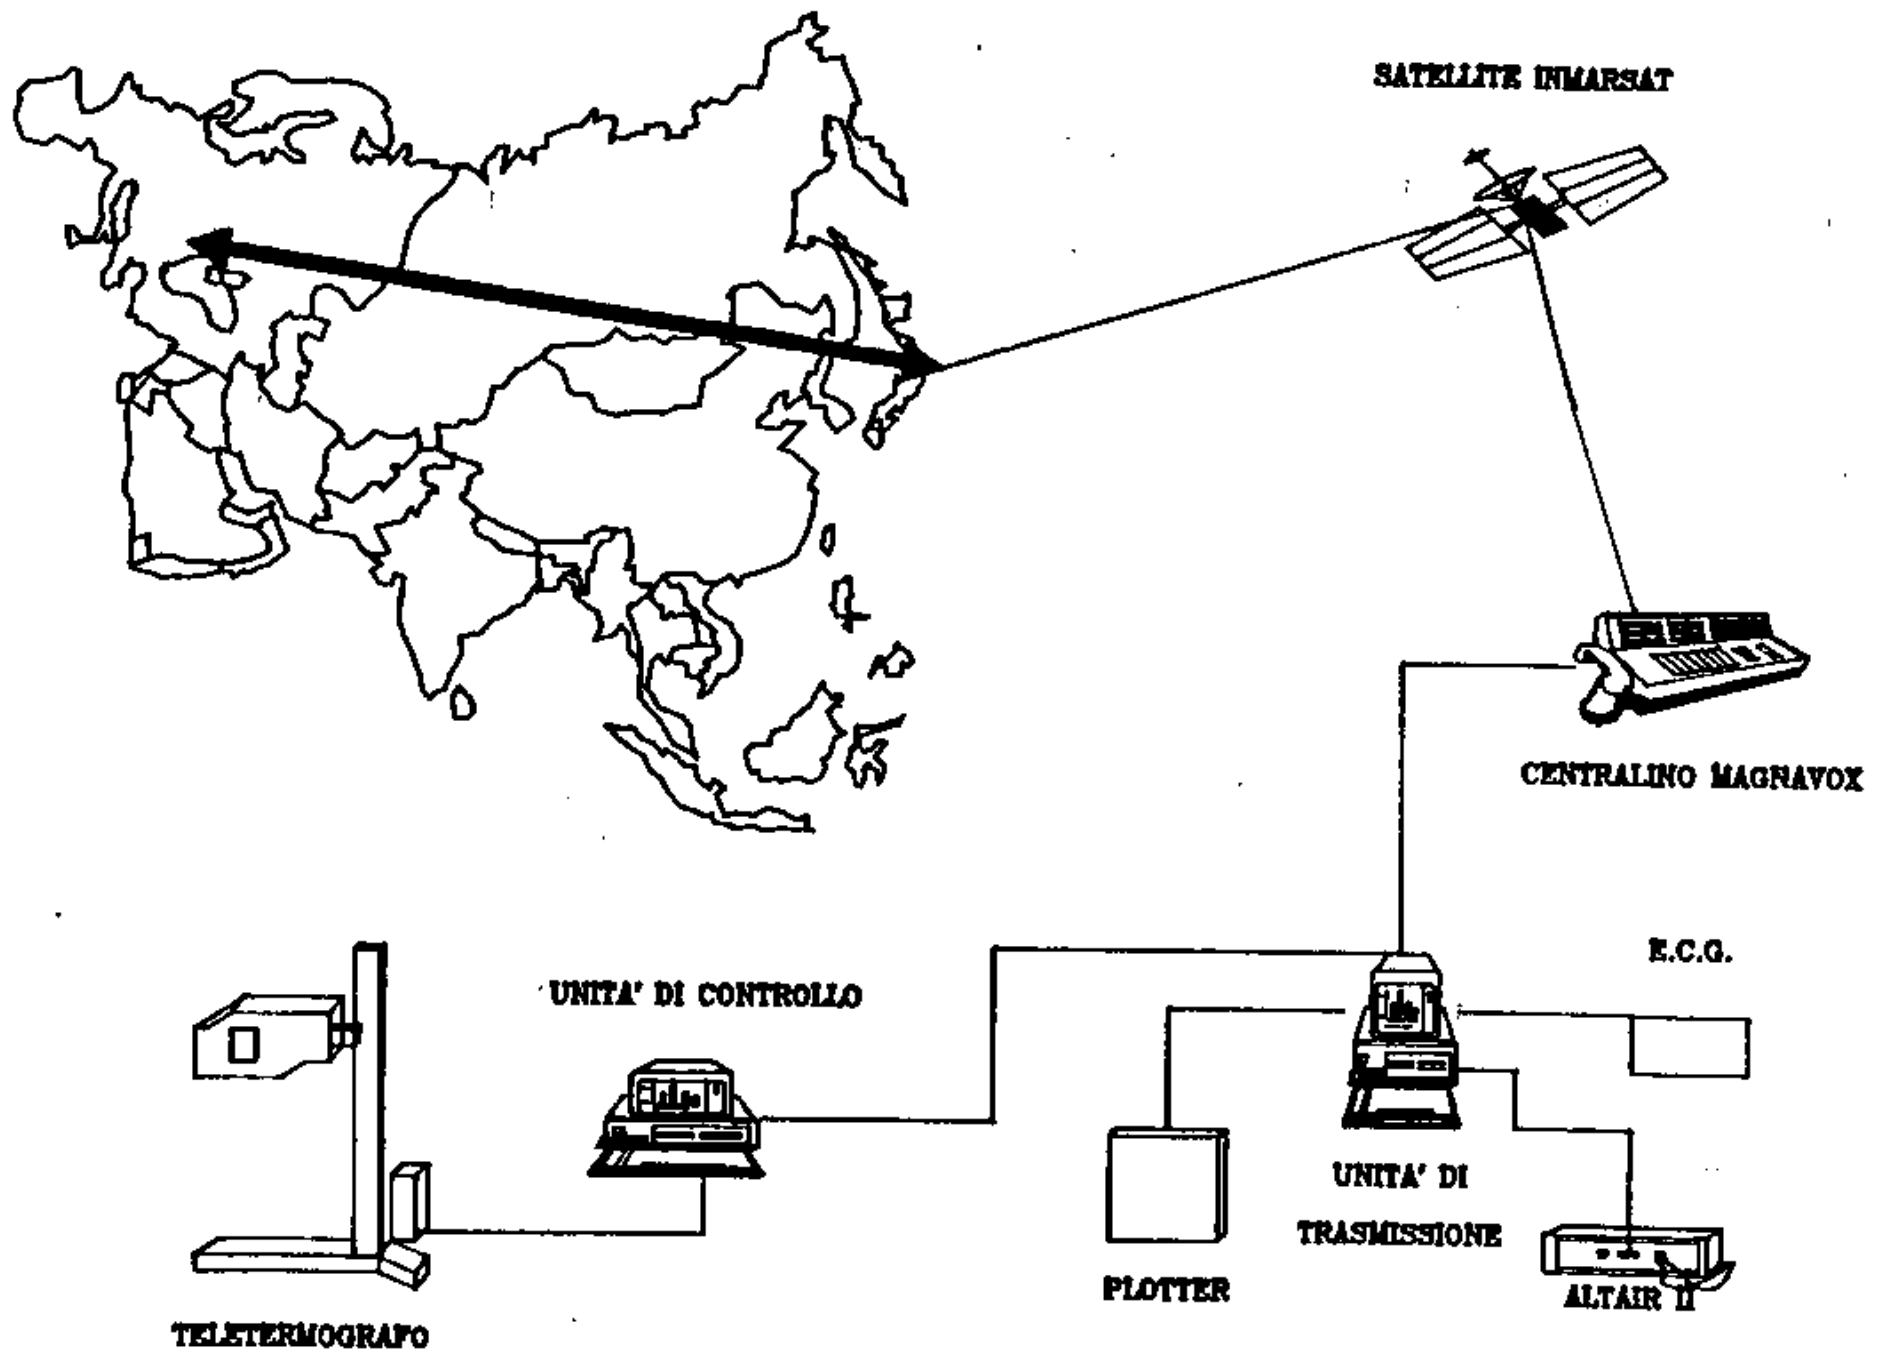 SATELLITE INMARSAT
CENTRALINO MAGNAVOX
E.C.G.
UNITA' DI CONTROLLO
UNITA' DI
TRASMISSIONE
PLOTTER
ALTAIR II
TELETERMOGRAFO